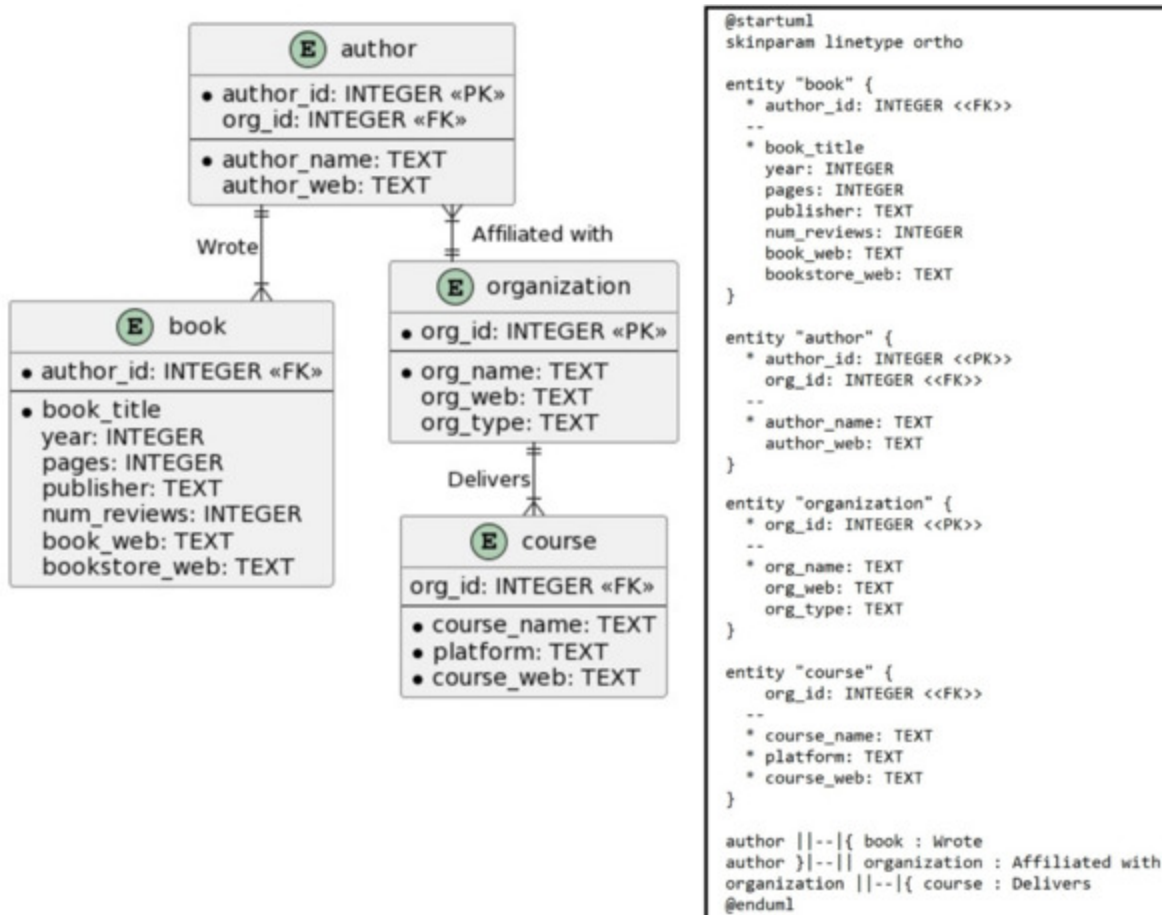 E author
• author_id: INTEGER «PK»
org_id: INTEGER «FK»
• author_name: TEXT
author_web: TEXT
Wrote
Affiliated with
E book
• author_id: INTEGER «FK»
• book_title
year: INTEGER
pages: INTEGER
publisher: TEXT
num_reviews: INTEGER
book_web: TEXT
bookstore_web: TEXT
E organization
• org_id: INTEGER «PK»
• org_name: TEXT
org_web: TEXT
org_type: TEXT
Delivers
E course
org_id: INTEGER «FK»
• course_name: TEXT
• platform: TEXT
• course_web: TEXT
@startuml
skinparam linetype ortho
entity "book" {
* author_id: INTEGER <<FK>>
--
* book_title
year: INTEGER
pages: INTEGER
publisher: TEXT
num_reviews: INTEGER
book_web: TEXT
bookstore_web: TEXT
}
entity "author" {
* author_id: INTEGER <<PK>>
org_id: INTEGER <<FK>>
--
* author_name: TEXT
author_web: TEXT
}
entity "organization" {
* org_id: INTEGER <<PK>>
--
* org_name: TEXT
org_web: TEXT
org_type: TEXT
}
entity "course" {
org_id: INTEGER <<FK>>
--
* course_name: TEXT
* platform: TEXT
* course_web: TEXT
}
author ||--|{ book : Wrote
author }|--|| organization : Affiliated with
organization ||--|{ course : Delivers
@enduml